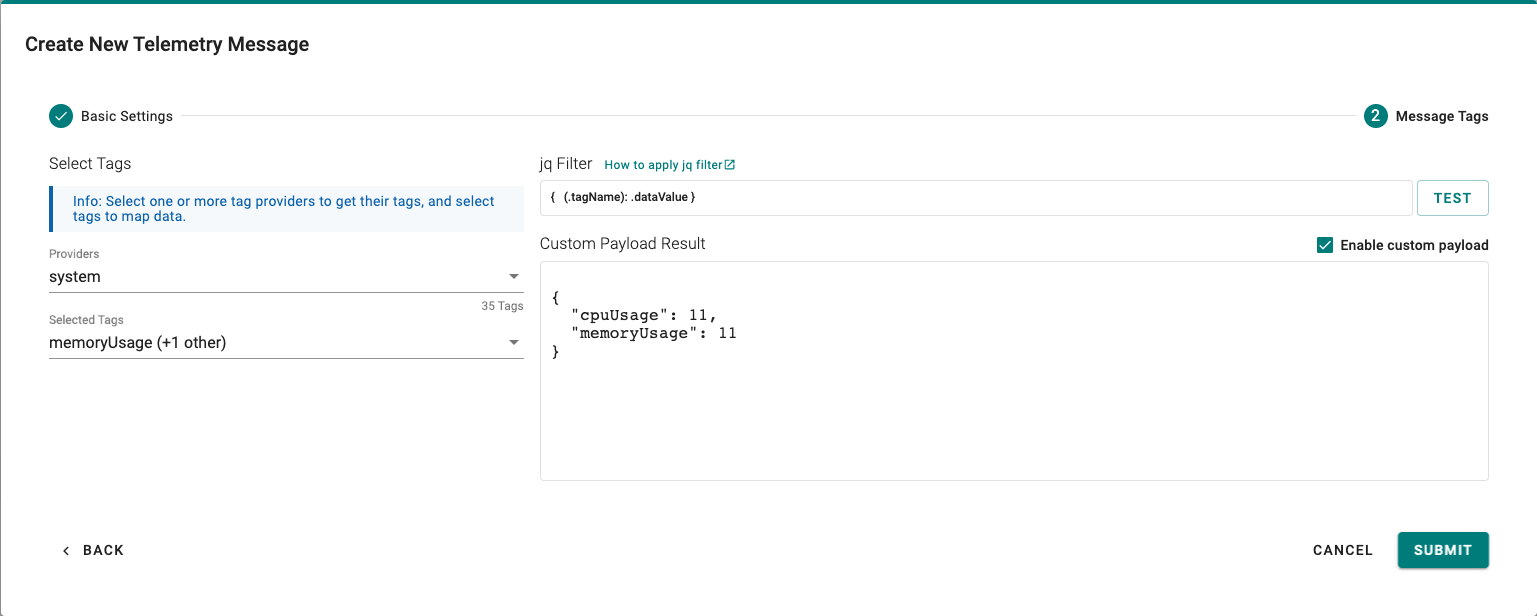 Create New Telemetry Message
Basic Settings
2 Message Tags
Select Tags
Info: Select one or more tag providers to get their tags, and select
tags to map data.
Providers
system
35 Tags
Selected Tags
memoryUsage (+1 other)
jq Filter How to apply jq filter
{ (.tagName): .dataValue }
TEST
Custom Payload Result
Enable custom payload
{
"cpuUsage": 11,
"memoryUsage": 11
}
BACK
CANCEL
SUBMIT